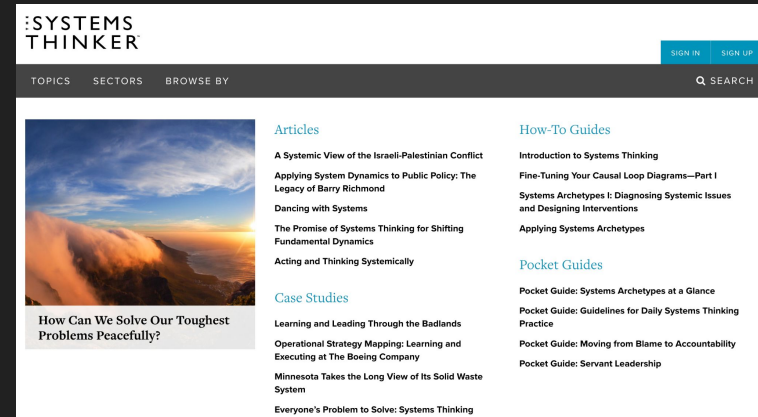 :SYSTEMS
THINKER
SIGN IN
SIGN UP
TOPICS
SECTORS
BROWSE BY
SEARCH
How Can We Solve Our Toughest
Problems Peacefully?
Articles
A Systemic View of the Israeli-Palestinian Conflict
Applying System Dynamics to Public Policy: The
Legacy of Barry Richmond
Dancing with Systems
The Promise of Systems Thinking for Shifting
Fundamental Dynamics
Acting and Thinking Systemically
Case Studies
Learning and Leading Through the Badlands
Operational Strategy Mapping: Learning and
Executing at The Boeing Company
Minnesota Takes the Long View of Its Solid Waste
System
Everyone's Problem to Solve: Systems Thinking
How-To Guides
Introduction to Systems Thinking
Fine-Tuning Your Causal Loop Diagrams—Part I
Systems Archetypes I: Diagnosing Systemic Issues
and Designing Interventions
Applying Systems Archetypes
Pocket Guides
Pocket Guide: Systems Archetypes at a Glance
Pocket Guide: Guidelines for Daily Systems Thinking
Practice
Pocket Guide: Moving from Blame to Accountability
Pocket Guide: Servant Leadership